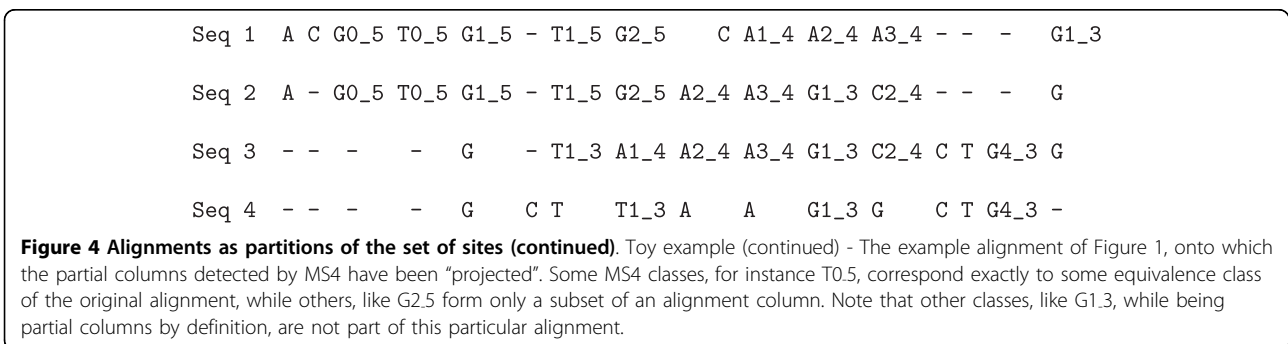 Seq 1 A C G0_5 T0_5 G1_5 - T1_5 G2_5 C A1_4 A2_4 A3_4 - - - G1_3
Seq 2 A - G0_5 T0_5 G1_5 - T1_5 G2_5 A2_4 A3_4 G1_3 C2_4 - - - G
Seq 3 - - - - G - T1_3 A1_4 A2_4 A3_4 G1_3 C2_4 C T G4_3 G
Seq 4 - - - - G C T T1_3 A A G1_3 G C T G4_3 -
Figure 4 Alignments as partitions of the set of sites (continued). Toy example (continued) - The example alignment of Figure 1, onto which
the partial columns detected by MS4 have been “projected”. Some MS4 classes, for instance T0.5, correspond exactly to some equivalence class
of the original alignment, while others, like G2.5 form only a subset of an alignment column. Note that other classes, like G1.3, while being
partial columns by definition, are not part of this particular alignment.